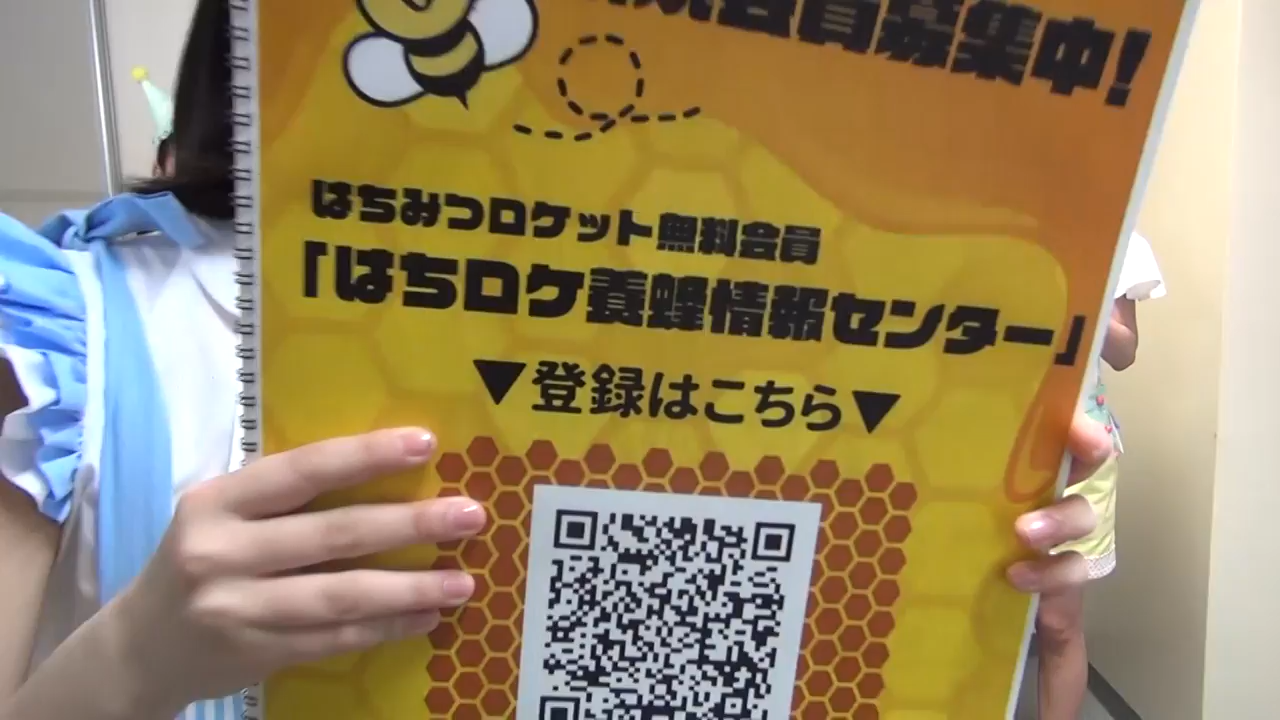 会員募集中!
はちみつロケット無料会員
「はちロケ養蜂情報センター」
▼登録はこちら▼